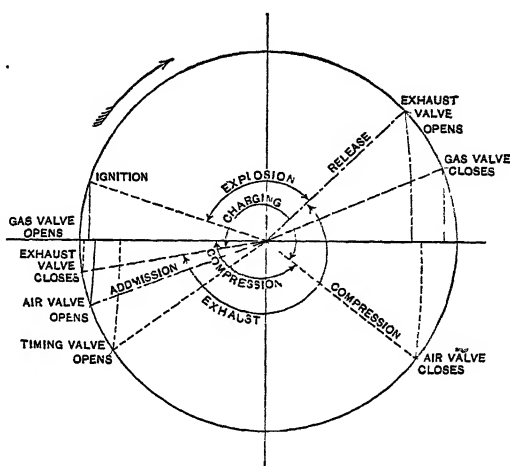 EXHAUST
VALVE
OPENS
RELEASE
GAS VALVE
CLOSES
IGNITION
EXPLOSION
CHARGING
GAS VALVE
OPENS
EXHAUST
VALVE
CLOSES
ADDMISSION
COMPRESSION
EXHAUST
AIR VALVE
OPENS
COMPRESSION
TIMING VALVE
OPENS
AIR VALVE
CLOSES